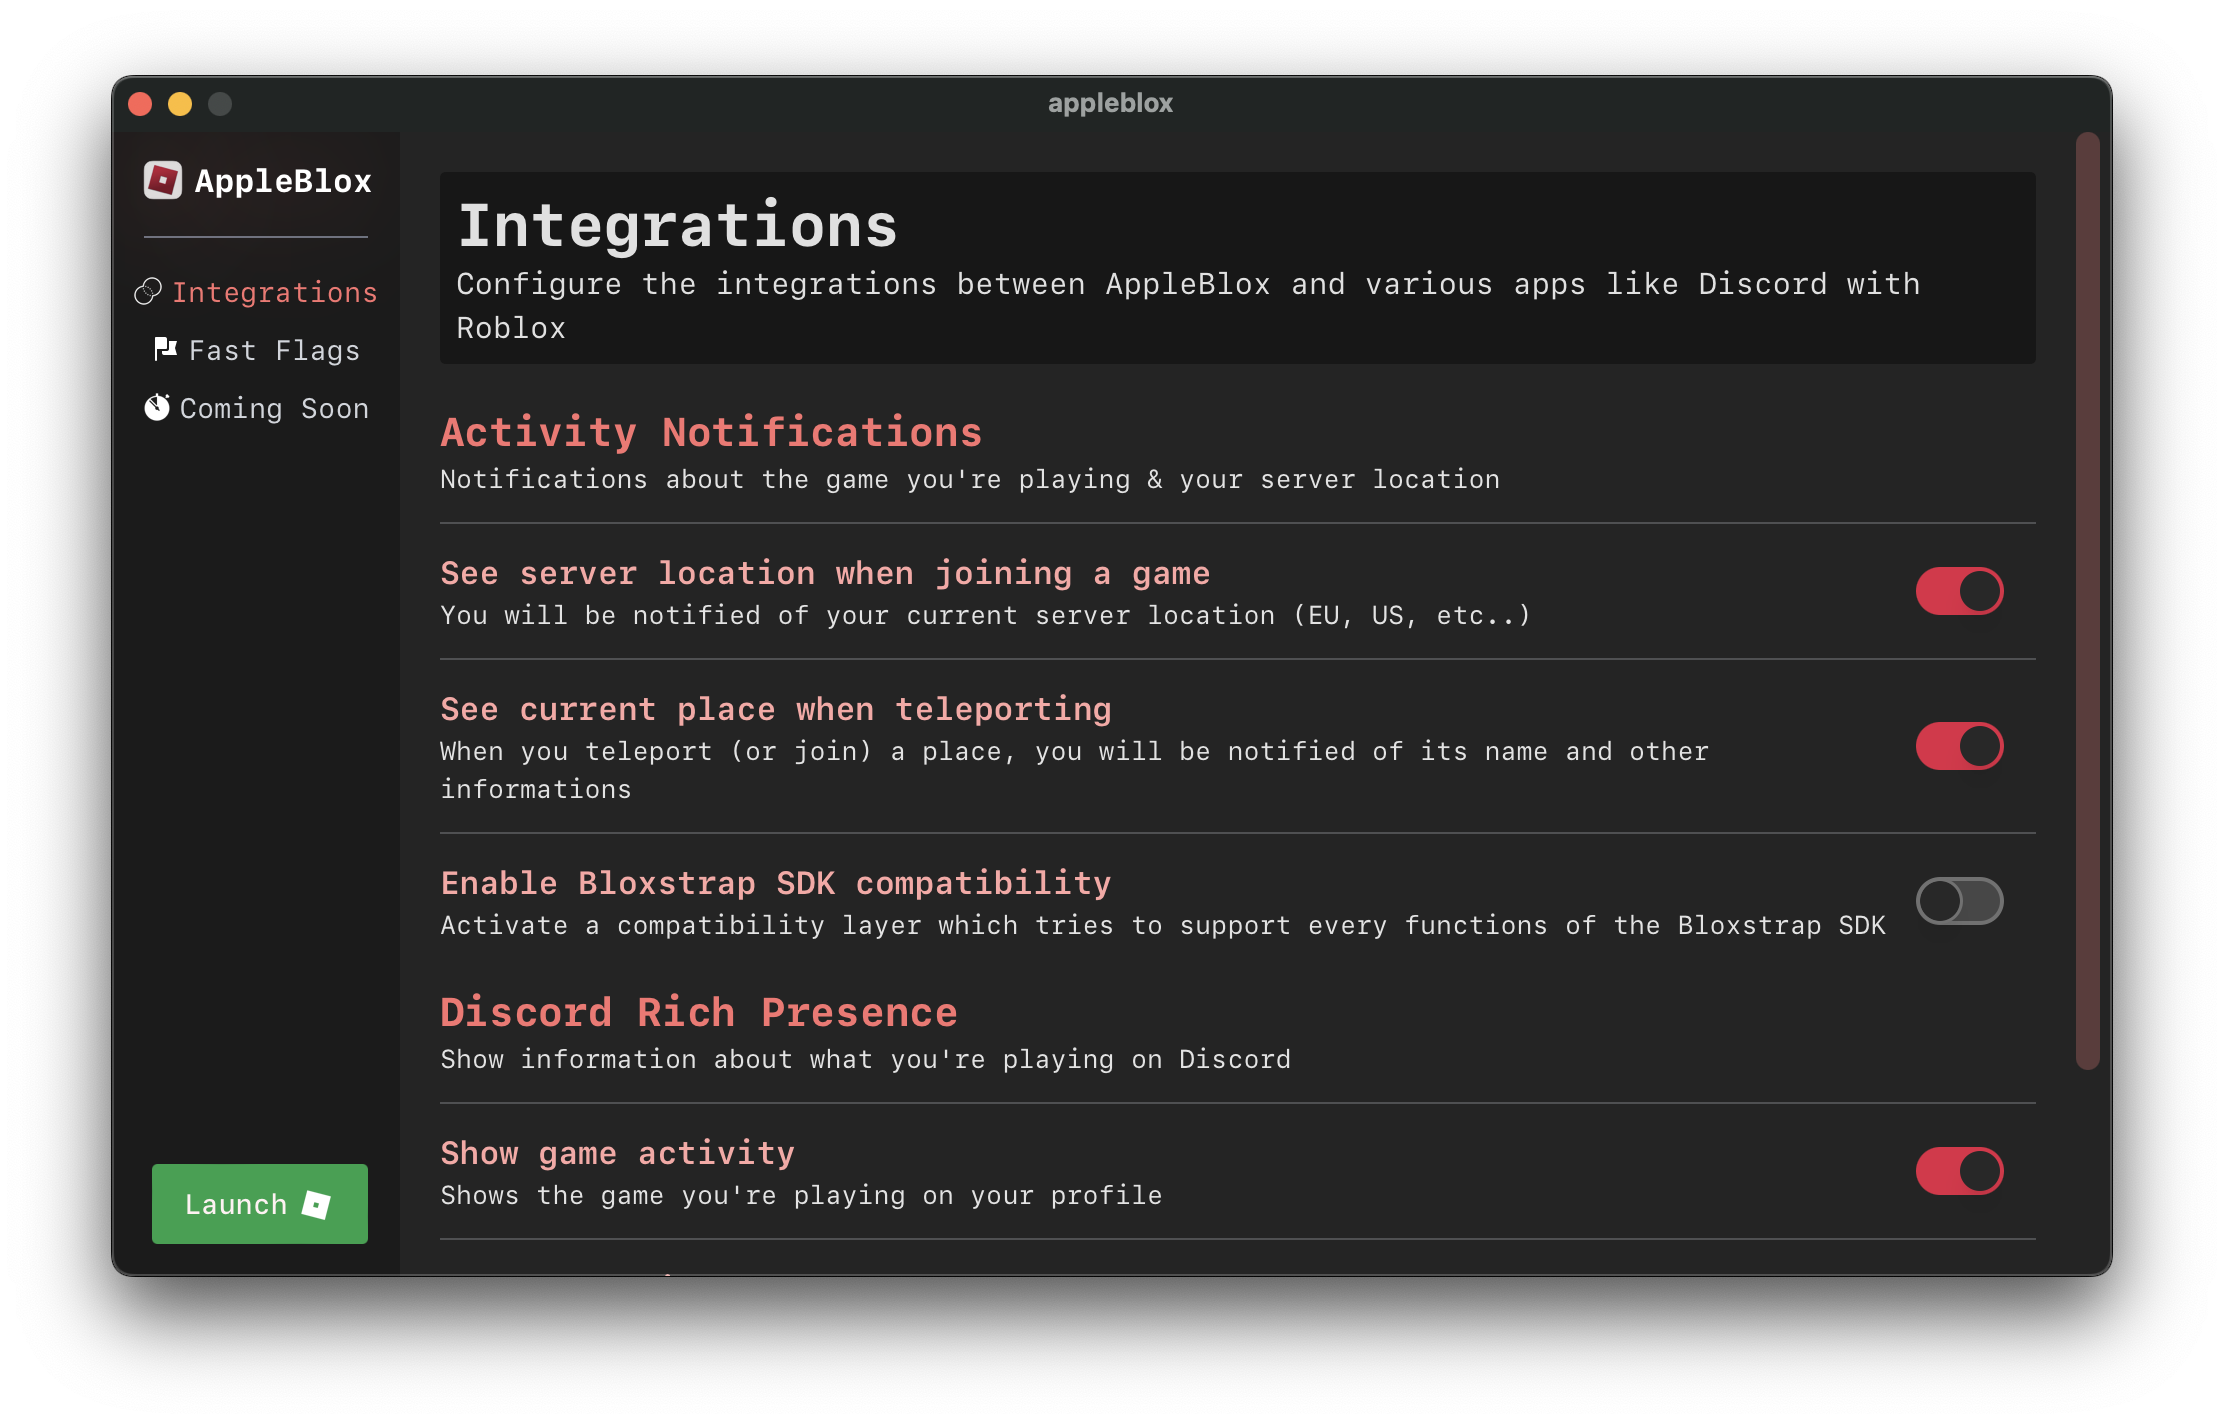 appleblox
AppleBlox
Integrations
Fast Flags
Coming Soon
Launch
Integrations
Configure the integrations between AppleBlox and various apps like Discord with
Roblox
Activity Notifications
Notifications about the game you're playing & your server location
See server location when joining a game
You will be notified of your current server location (EU, US, etc..)
See current place when teleporting
When you teleport (or join) a place, you will be notified of its name and other
informations
Enable Bloxstrap SDK compatibility
Activate a compatibility layer which tries to support every functions of the Bloxstrap SDK
Discord Rich Presence
Show information about what you're playing on Discord
Show game activity
Shows the game you're playing on your profile